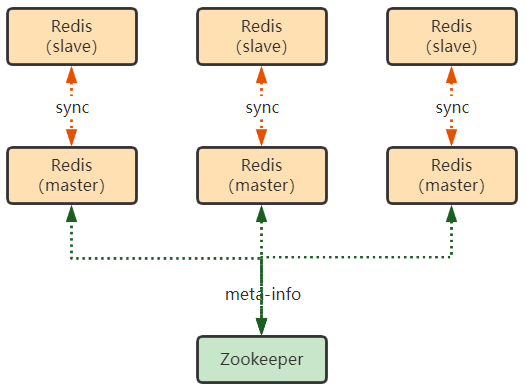 Redis
(slave)
Redis
(slave)
Redis
(slave)
sync
sync
sync
Redis
(master)
Redis
(master)
Redis
(master)
meta-info
Zookeeper